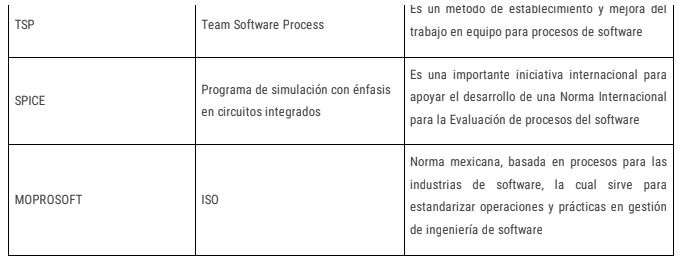 TSP
Team Software Process
Es un método de establecimiento y mejora del
trabajo en equipo para procesos de software
SPICE
Programa de simulación con énfasis
en circuitos integrados
Es una importante iniciativa internacional para
apoyar el desarrollo de una Norma Internacional
para la Evaluación de procesos del software
MOPROSOFT
ISO
Norma mexicana, basada en procesos para las
industrias de software, la cual sirve para
estandarizar operaciones y prácticas en gestión
de ingeniería de software